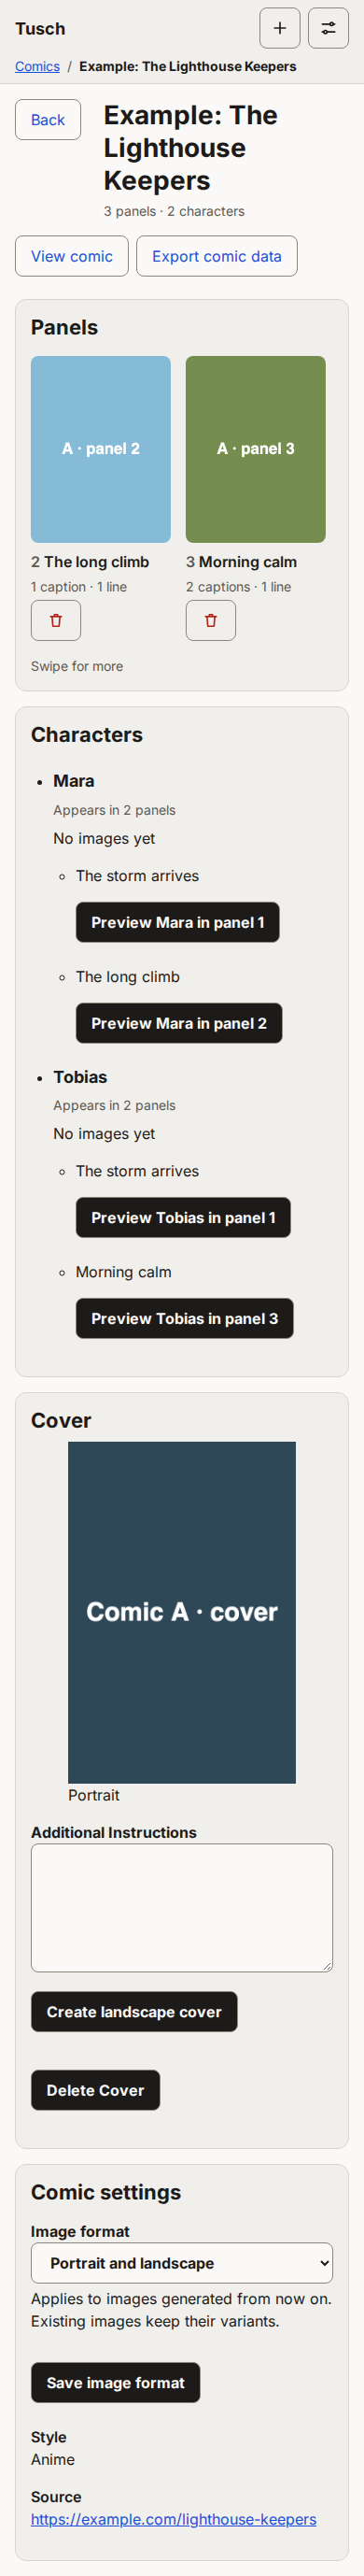 Tusch
Comics / Example: The Lighthouse Keepers
Back
Example: The
Lighthouse
Keepers
3 panels · 2 characters
View comic
Export comic data
Panels
A · panel 2
A · panel 3
2 The long climb
3 Morning calm
1 caption · 1 line
2 captions · 1 line
Swipe for more
Characters
Mara
Appears in 2 panels
No images yet
The storm arrives
Preview Mara in panel 1
The long climb
Preview Mara in panel 2
Tobias
Appears in 2 panels
No images yet
The storm arrives
Preview Tobias in panel 1
Morning calm
Preview Tobias in panel 3
Cover
Comic A · cover
Portrait
Additional Instructions
Create landscape cover
Delete Cover
Comic settings
Image format
Portrait and landscape
Applies to images generated from now on.
Existing images keep their variants.
Save image format
Style
Anime
Source
https://example.com/lighthouse-keepers